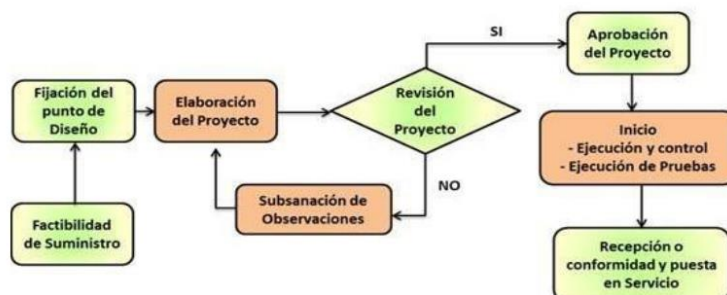 SI
Aprobación
del Proyecto
Fijación del
punto de
Diseño
Elaboración
del Proyecto
Revisión
del
Proyecto
Inicio
- Ejecución y control
- Ejecución de Pruebas
NO
Subsanación de
Observaciones
Factibilidad
de Suministro
Recepción o
conformidad y puesta
en Servicio